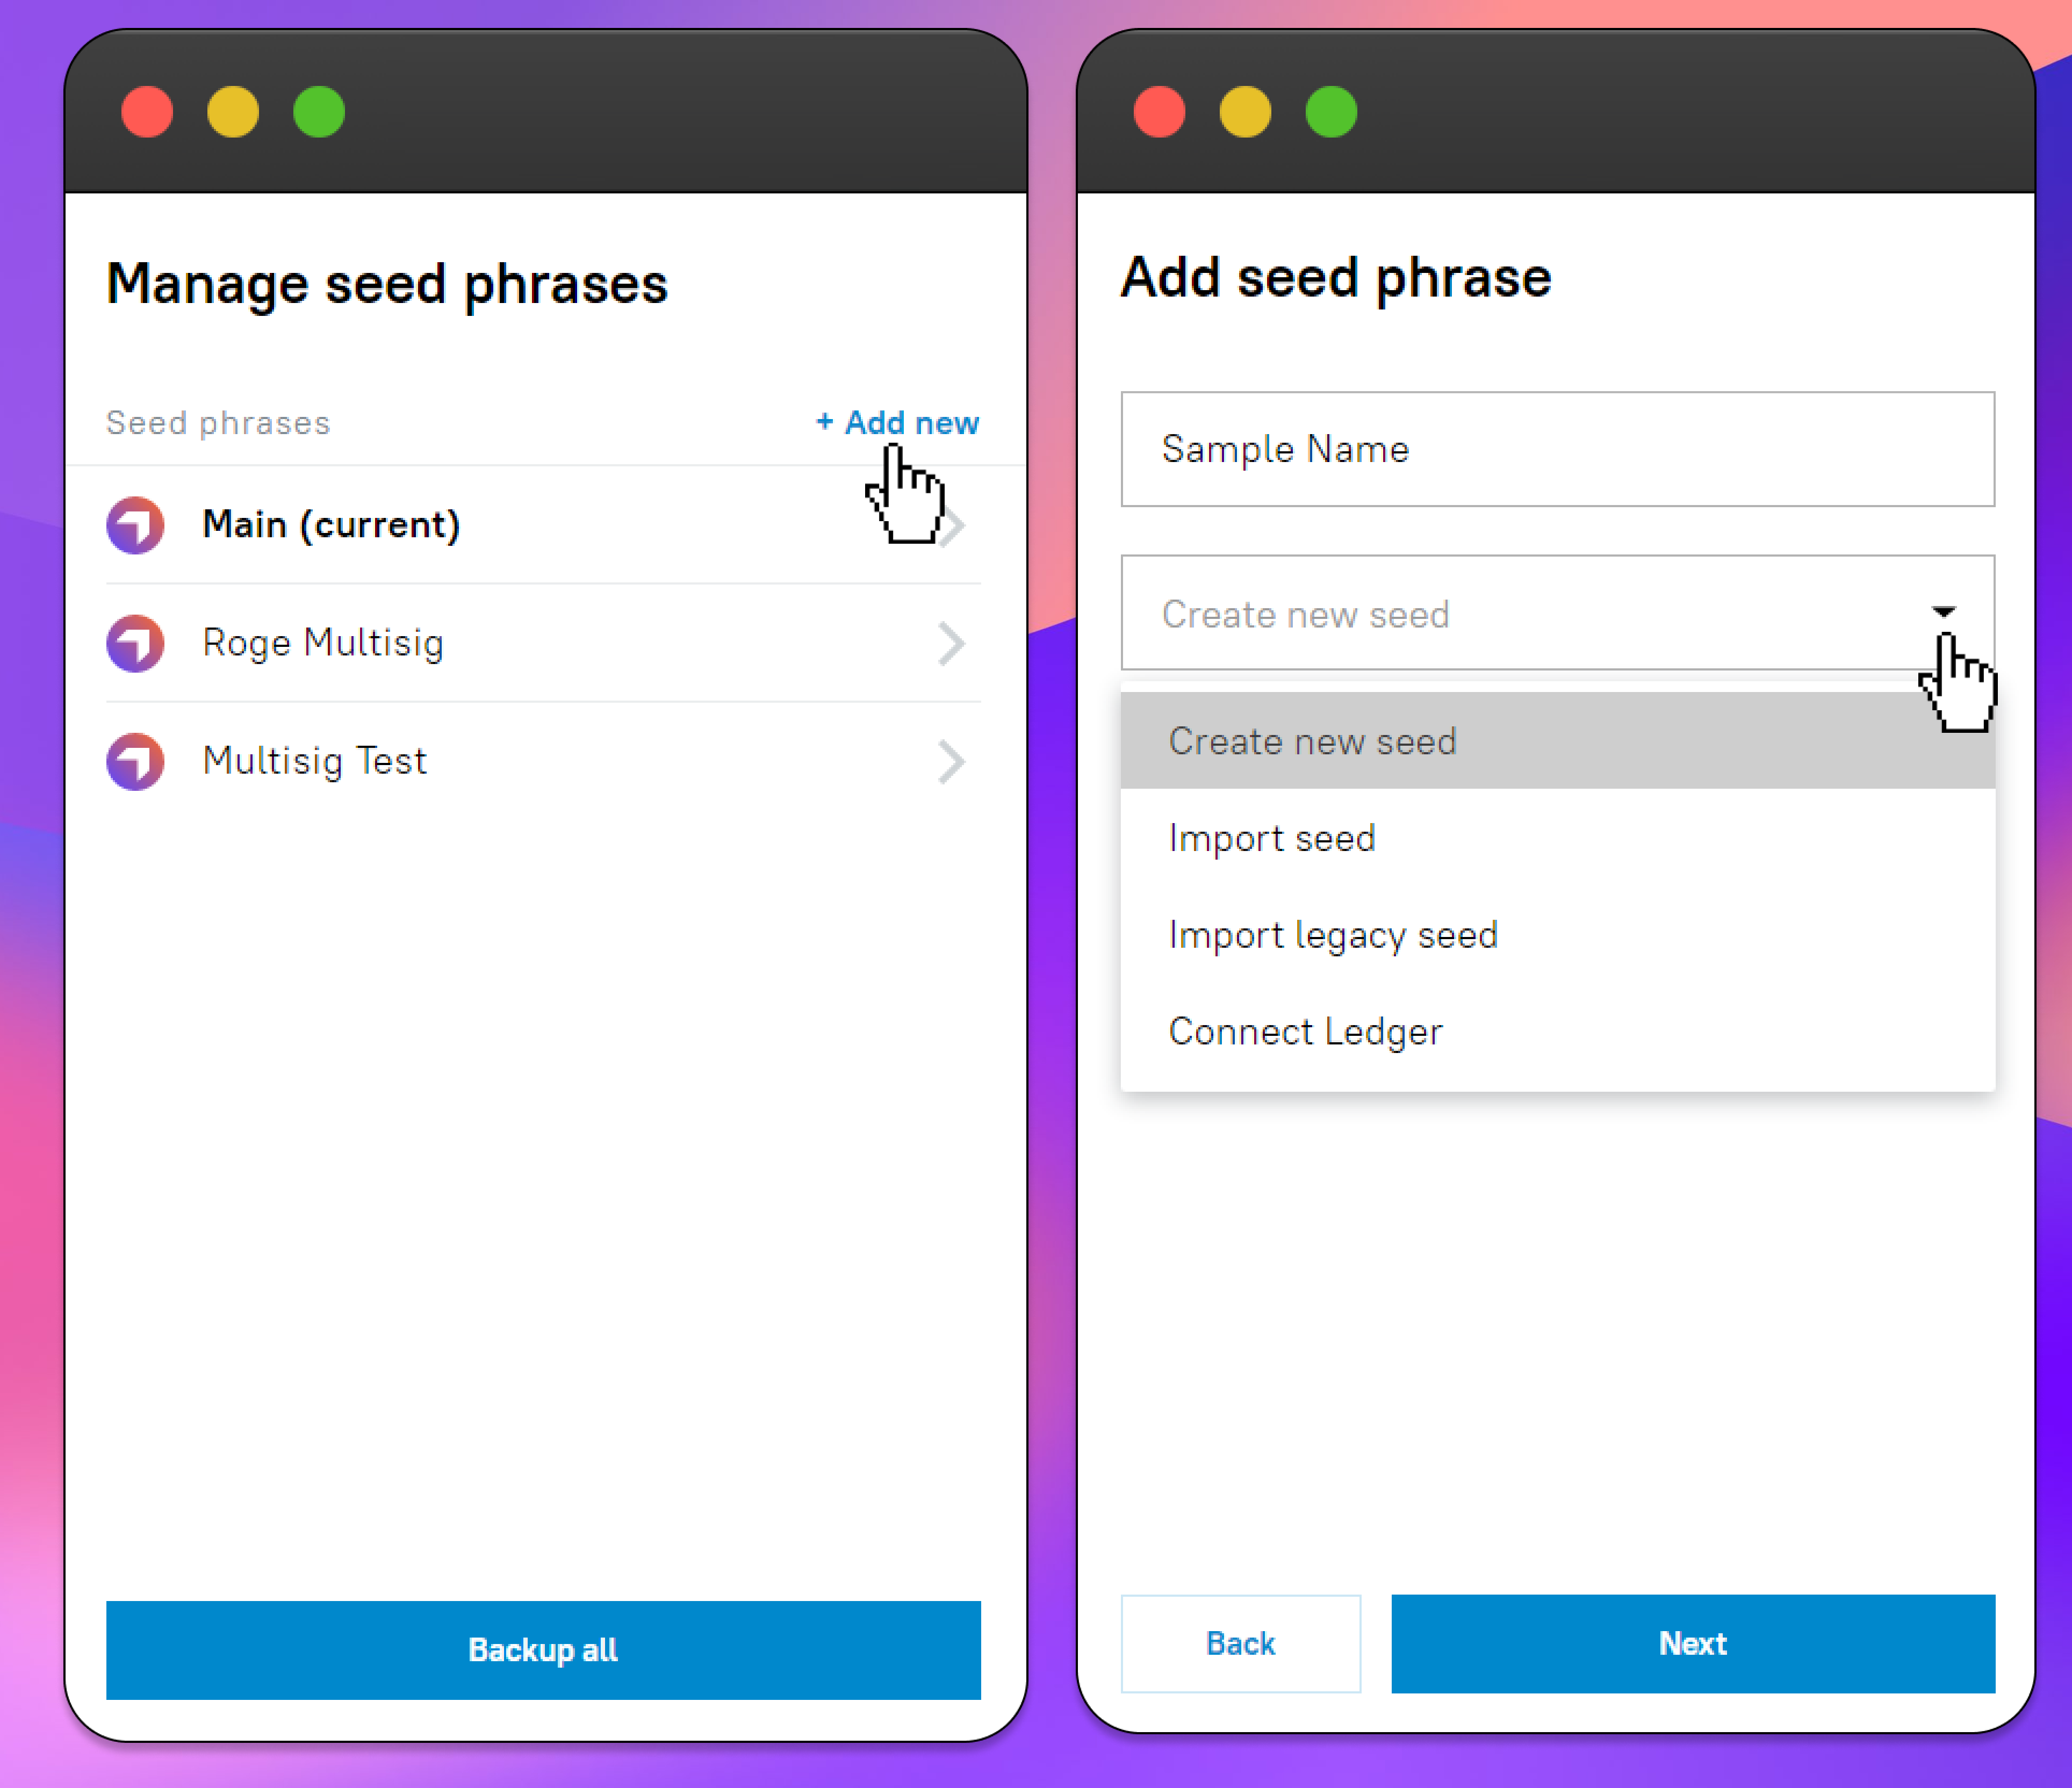 Manage seed phrases
Seed phrases
+ Add new
Main (current)
Roge Multisig
Multisig Test
Backup all
Add seed phrase
Sample Name
Create new seed
Create new seed
Import seed
Import legacy seed
Connect Ledger
Back
Next